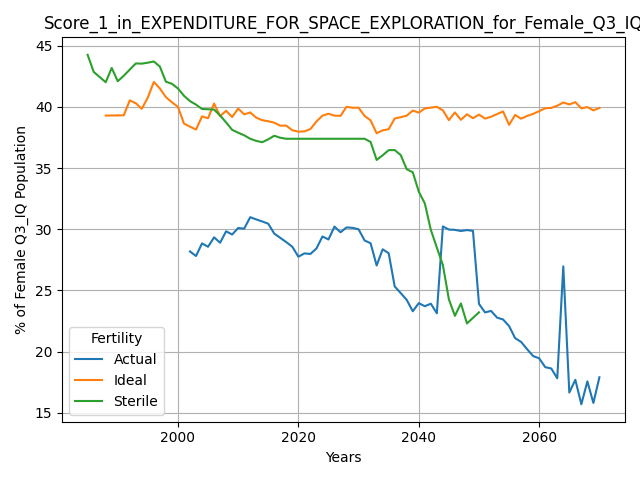 Score_1_in_EXPENDITURE_FOR_SPACE_EXPLORATION_for_Female_Q3_IQ
45
40
35
30
25
20
15
% of Female Q3_IQ Population
Fertility
Actual
Ideal
Sterile
2000 2020 2040 2060
Years